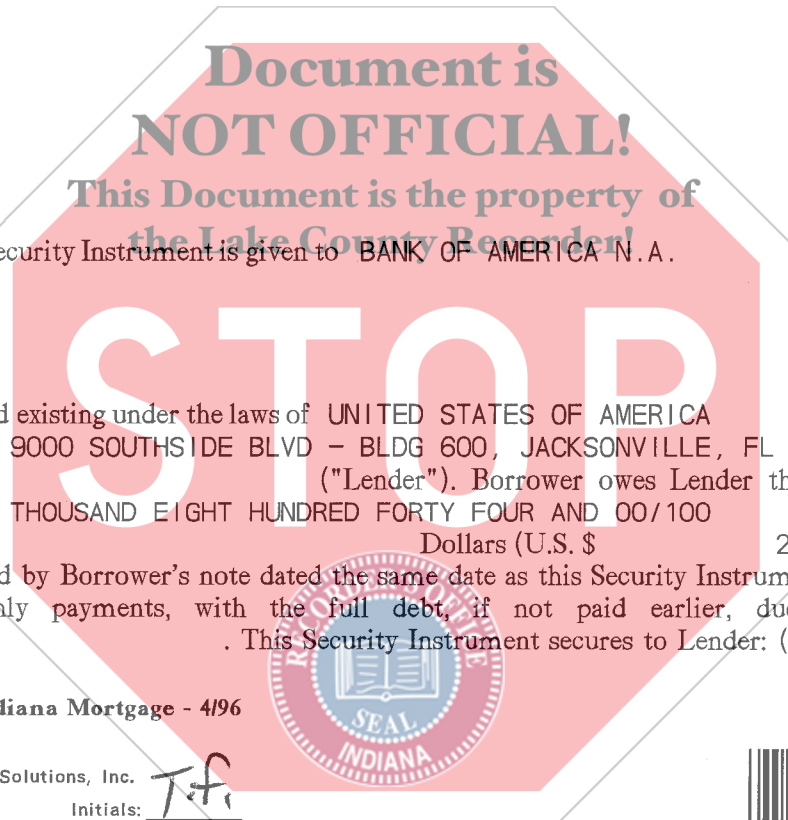 Document is
NOT OFFICIAL!
This Document is the property of
the Lake County Recorder!
ecurity Instrument is given to BANK OF AMERICA N.A.
STOP
d existing under the laws of UNITED STATES OF AMERICA
9000 SOUTHSIDE BLVD - BLDG 600, JACKSONVILLE, FL
("Lender"). Borrower owes Lender th
THOUSAND EIGHT HUNDRED FORTY FOUR AND 00/100
Dollars (U.S. $ 2
d by Borrower's note dated the same date as this Security Instrum
nly payments, with the full debt, if not paid earlier, du
. This Security Instrument secures to Lender: (
RECORDER'S OFFICE
SEAL
INDIANA
diana Mortgage - 4/96
Solutions, Inc.
Initials: